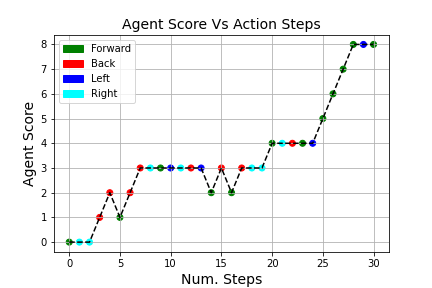 Agent Score Vs Action Steps
8
7
6
5
4
3
2
1
0
Agent Score
Forward
Back
Left
Right
0 5 10 15 20 25 30
Num. Steps